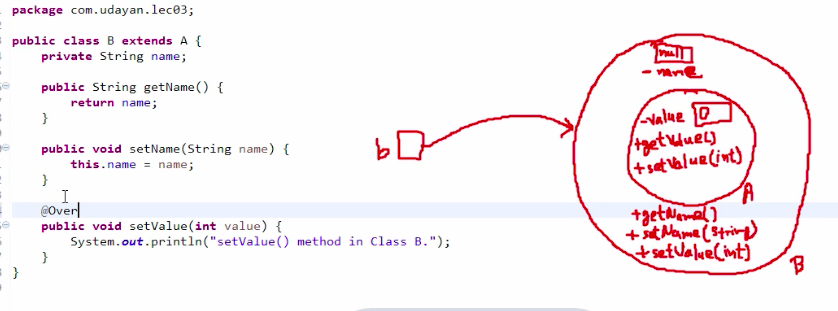 package com.udayan.lec03;
public class B extends A {
private String name;
public String getName() {
return name;
}
public void setName(String name) {
this.name = name;
}
@Over
public void setValue(int value) {
System.out.println("setValue() method in Class B.");
}
}
b
null
- name
-value 0
+getValue()
+setValue(int)
A
+getName()
+setName(String)
+setValue(int)
B